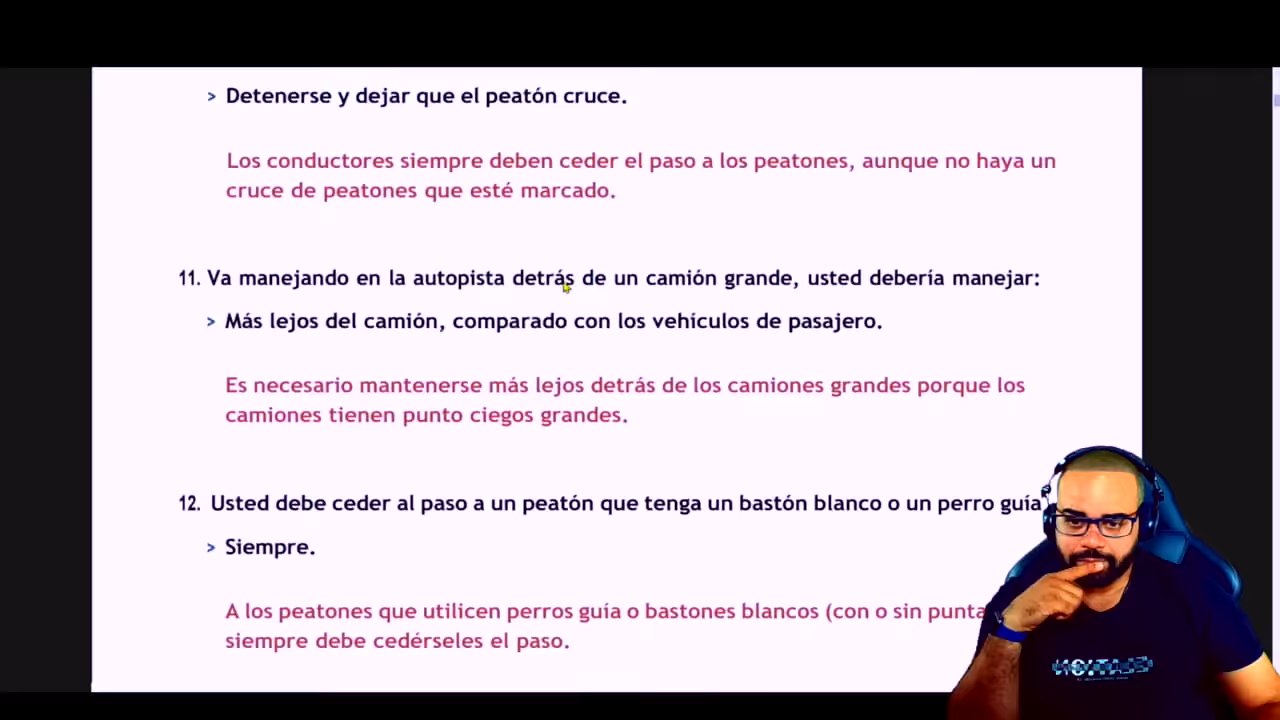 > Detenerse y dejar que el peatón cruce.
Los conductores siempre deben ceder el paso a los peatones, aunque no haya un
cruce de peatones que esté marcado.
11. Va manejando en la autopista detrás de un camión grande, usted debería manejar:
> Más lejos del camión, comparado con los vehículos de pasajero.
Es necesario mantenerse más lejos detrás de los camiones grandes porque los
camiones tienen punto ciegos grandes.
12. Usted debe ceder al paso a un peatón que tenga un bastón blanco o un perro guía
> Siempre.
A los peatones que utilicen perros guía o bastones blancos (con o sin punta
siempre debe cedérseles el paso.